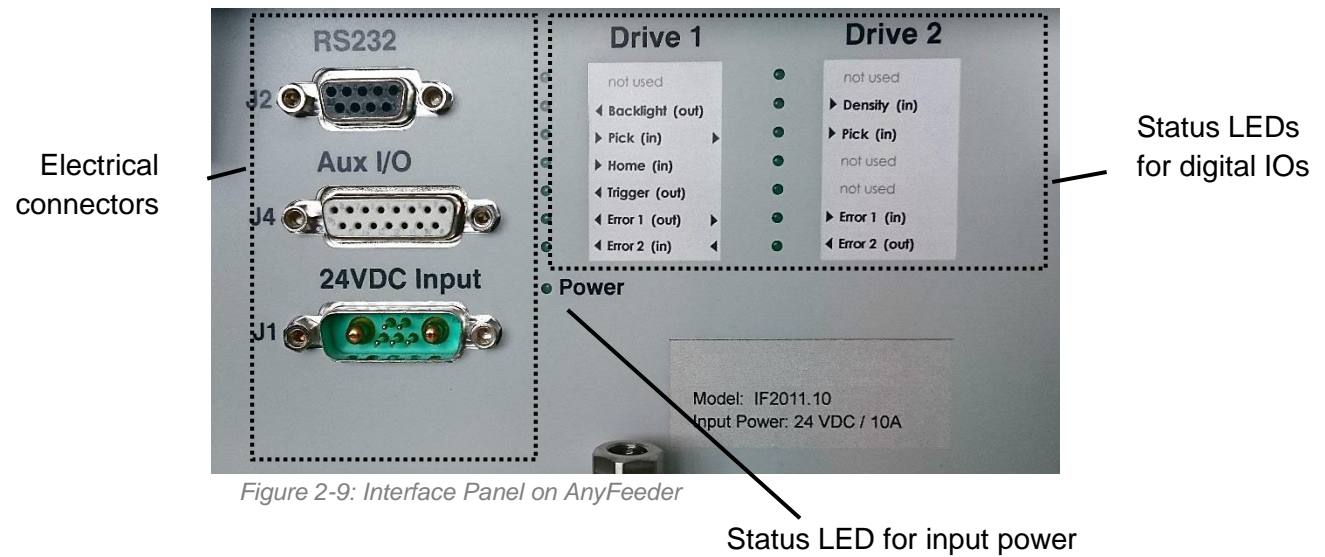 Electrical
connectors
RS232
J2
Aux I/O
J4
24VDC Input
J1
Drive 1
not used
◀ Backlight (out)
▶ Pick (in) ▶
▶ Home (in)
◀ Trigger (out)
◀ Error 1 (out) ▶
◀ Error 2 (in) ◀
Drive 2
not used
▶ Density (in)
▶ Pick (in)
not used
not used
▶ Error 1 (in)
◀ Error 2 (out)
Power
Model: IF2011.10
Input Power: 24 VDC / 10A
Status LEDs
for digital IOs
Figure 2-9: Interface Panel on AnyFeeder
Status LED for input power